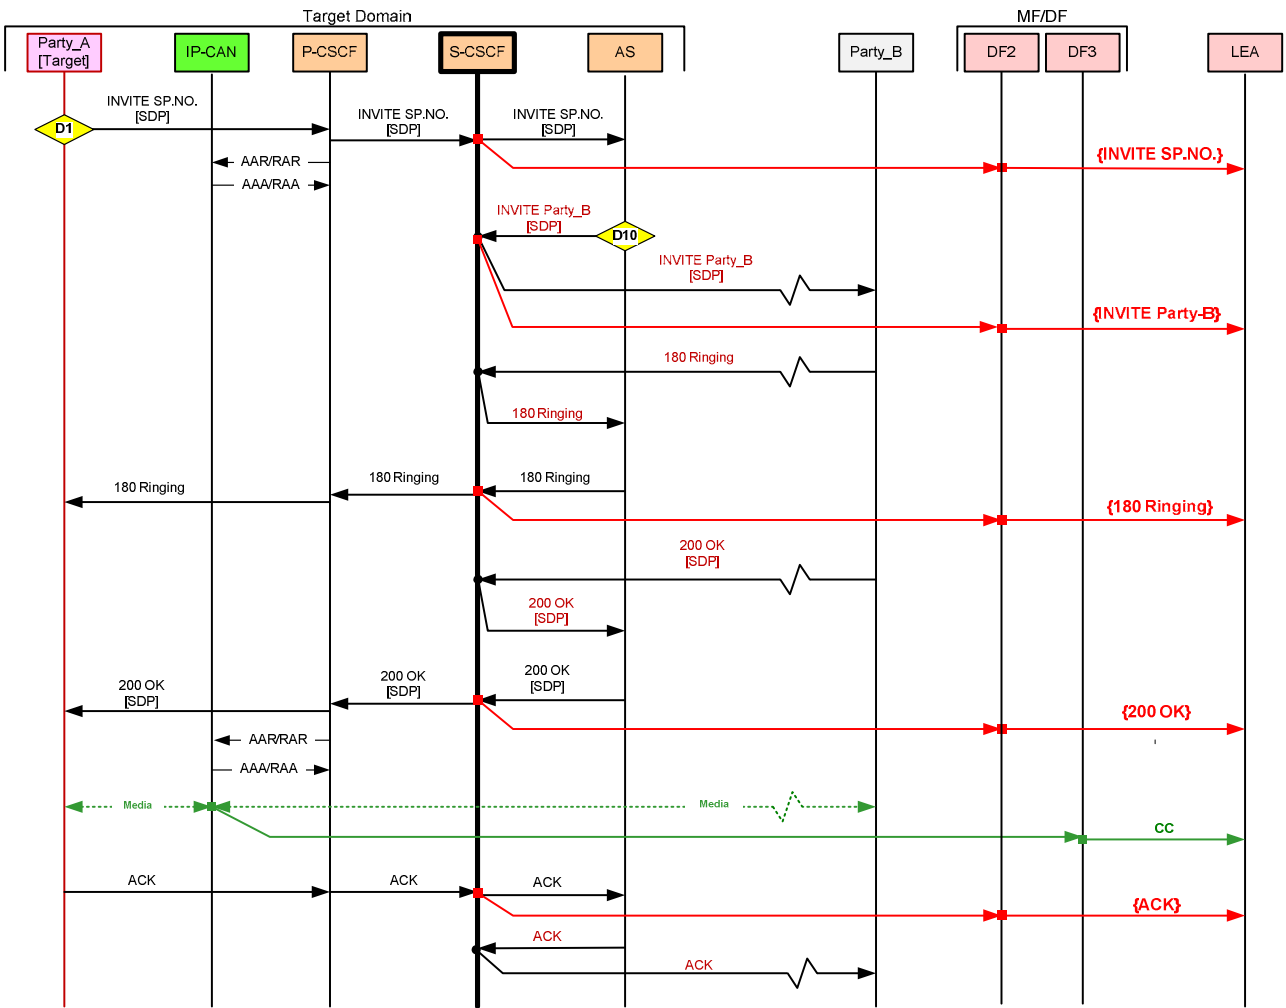 Target Domain
MF/DF
Party_A
[Target]
IP-CAN
P-CSCF
S-CSCF
AS
Party_B
DF2
DF3
LEA
INVITE SP.NO.
[SDP]
D1
INVITE SP.NO.
[SDP]
INVITE SP.NO.
[SDP]
{INVITE SP.NO.}
AAR/RAR
AAA/RAA
INVITE Party_B
[SDP]
D10
INVITE Party_B
[SDP]
{INVITE Party-B}
180 Ringing
180 Ringing
180 Ringing
180 Ringing
180 Ringing
{180 Ringing}
200 OK
[SDP]
200 OK
[SDP]
200 OK
[SDP]
200 OK
[SDP]
200 OK
[SDP]
{200 OK}
AAR/RAR
AAA/RAA
Media
Media
CC
ACK
ACK
ACK
{ACK}
ACK
ACK